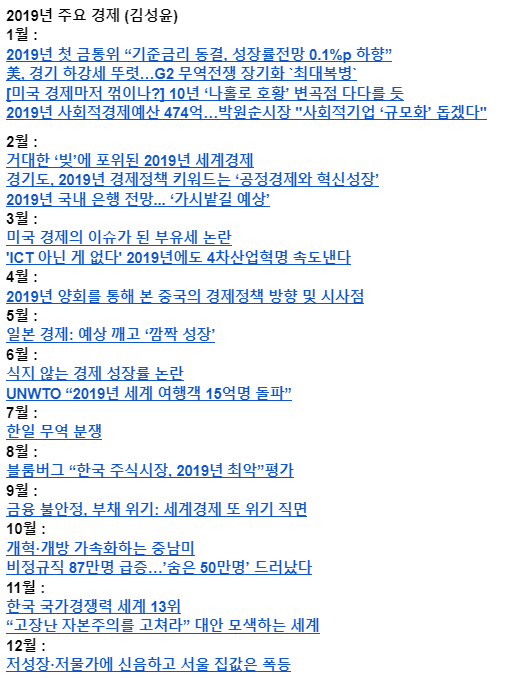 2019년 주요 경제 (김성윤)
1월 :
2019년 첫 금통위 “기준금리 동결, 성장률전망 0.1%p 하향”
美, 경기 하강세 뚜렷…G2 무역전쟁 장기화 `최대복병`
[미국 경제마저 꺾이나?] 10년 ‘나홀로 호황’ 변곡점 다다를 듯
2019년 사회적경제예산 474억…박원순시장 "사회적기업 ‘규모화’ 돕겠다"
2월 :
거대한 ‘빚’에 포위된 2019년 세계경제
경기도, 2019년 경제정책 키워드는 ‘공정경제와 혁신성장’
2019년 국내 은행 전망... ‘가시밭길 예상’
3월 :
미국 경제의 이슈가 된 부유세 논란
'ICT 아닌 게 없다' 2019년에도 4차산업혁명 속도낸다
4월 :
2019년 양회를 통해 본 중국의 경제정책 방향 및 시사점
5월 :
일본 경제: 예상 깨고 ‘깜짝 성장’
6월 :
식지 않는 경제 성장률 논란
UNWTO “2019년 세계 여행객 15억명 돌파”
7월 :
한일 무역 분쟁
8월 :
블룸버그 “한국 주식시장, 2019년 최악”평가
9월 :
금융 불안정, 부채 위기: 세계경제 또 위기 직면
10월 :
개혁·개방 가속화하는 중남미
비정규직 87만명 급증…’숨은 50만명’ 드러났다
11월 :
한국 국가경쟁력 세계 13위
“고장난 자본주의를 고쳐라” 대안 모색하는 세계
12월 :
저성장·저물가에 신음하고 서울 집값은 폭등